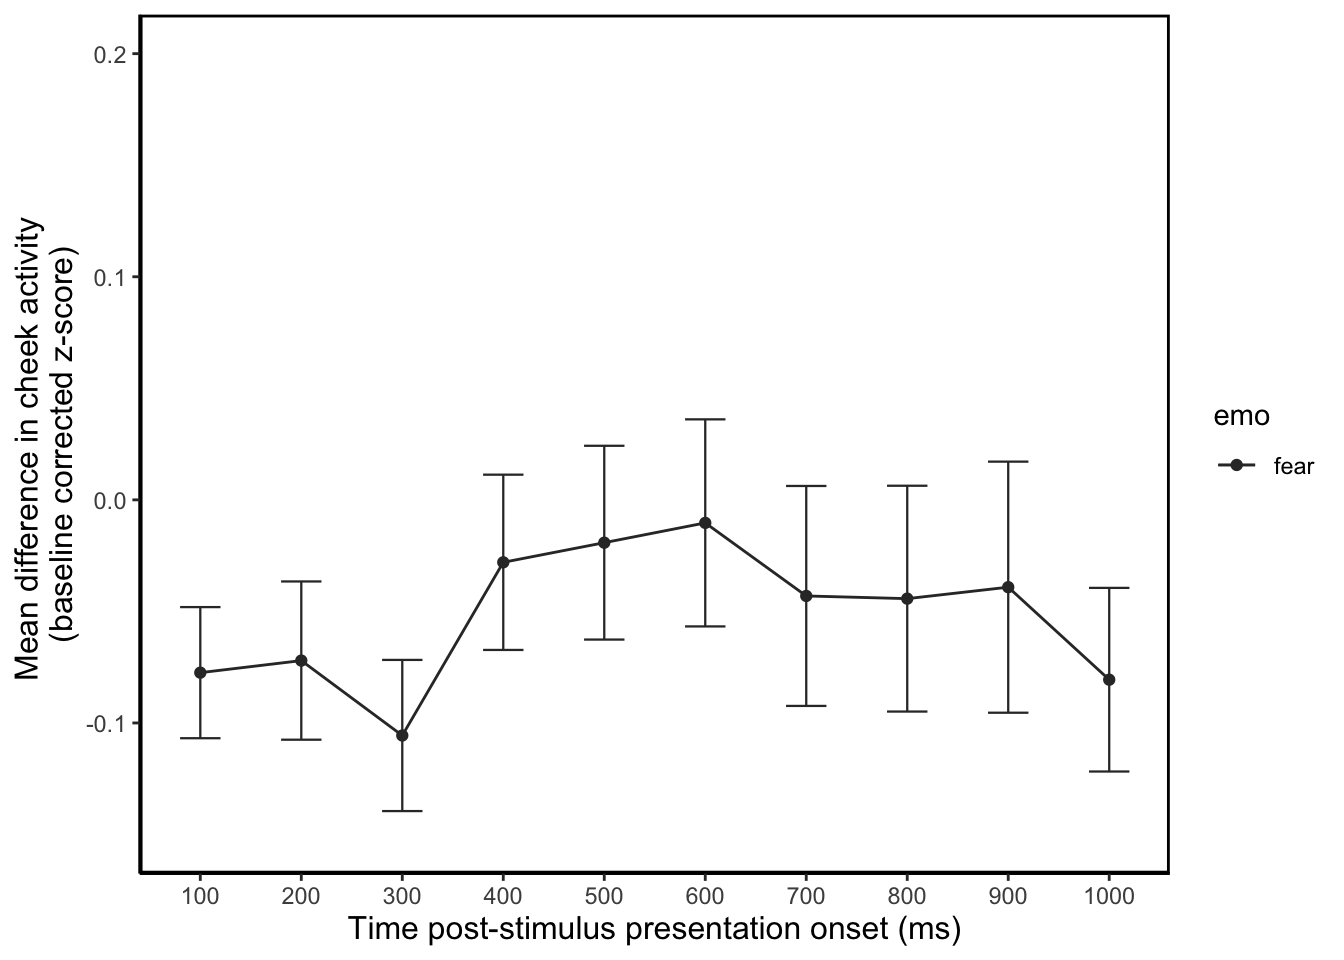 Mean difference in cheek activity
(baseline corrected z-score)
0.2
0.1
0.0
-0.1
100 200 300 400 500 600 700 800 900 1000
Time post-stimulus presentation onset (ms)
emo
fear